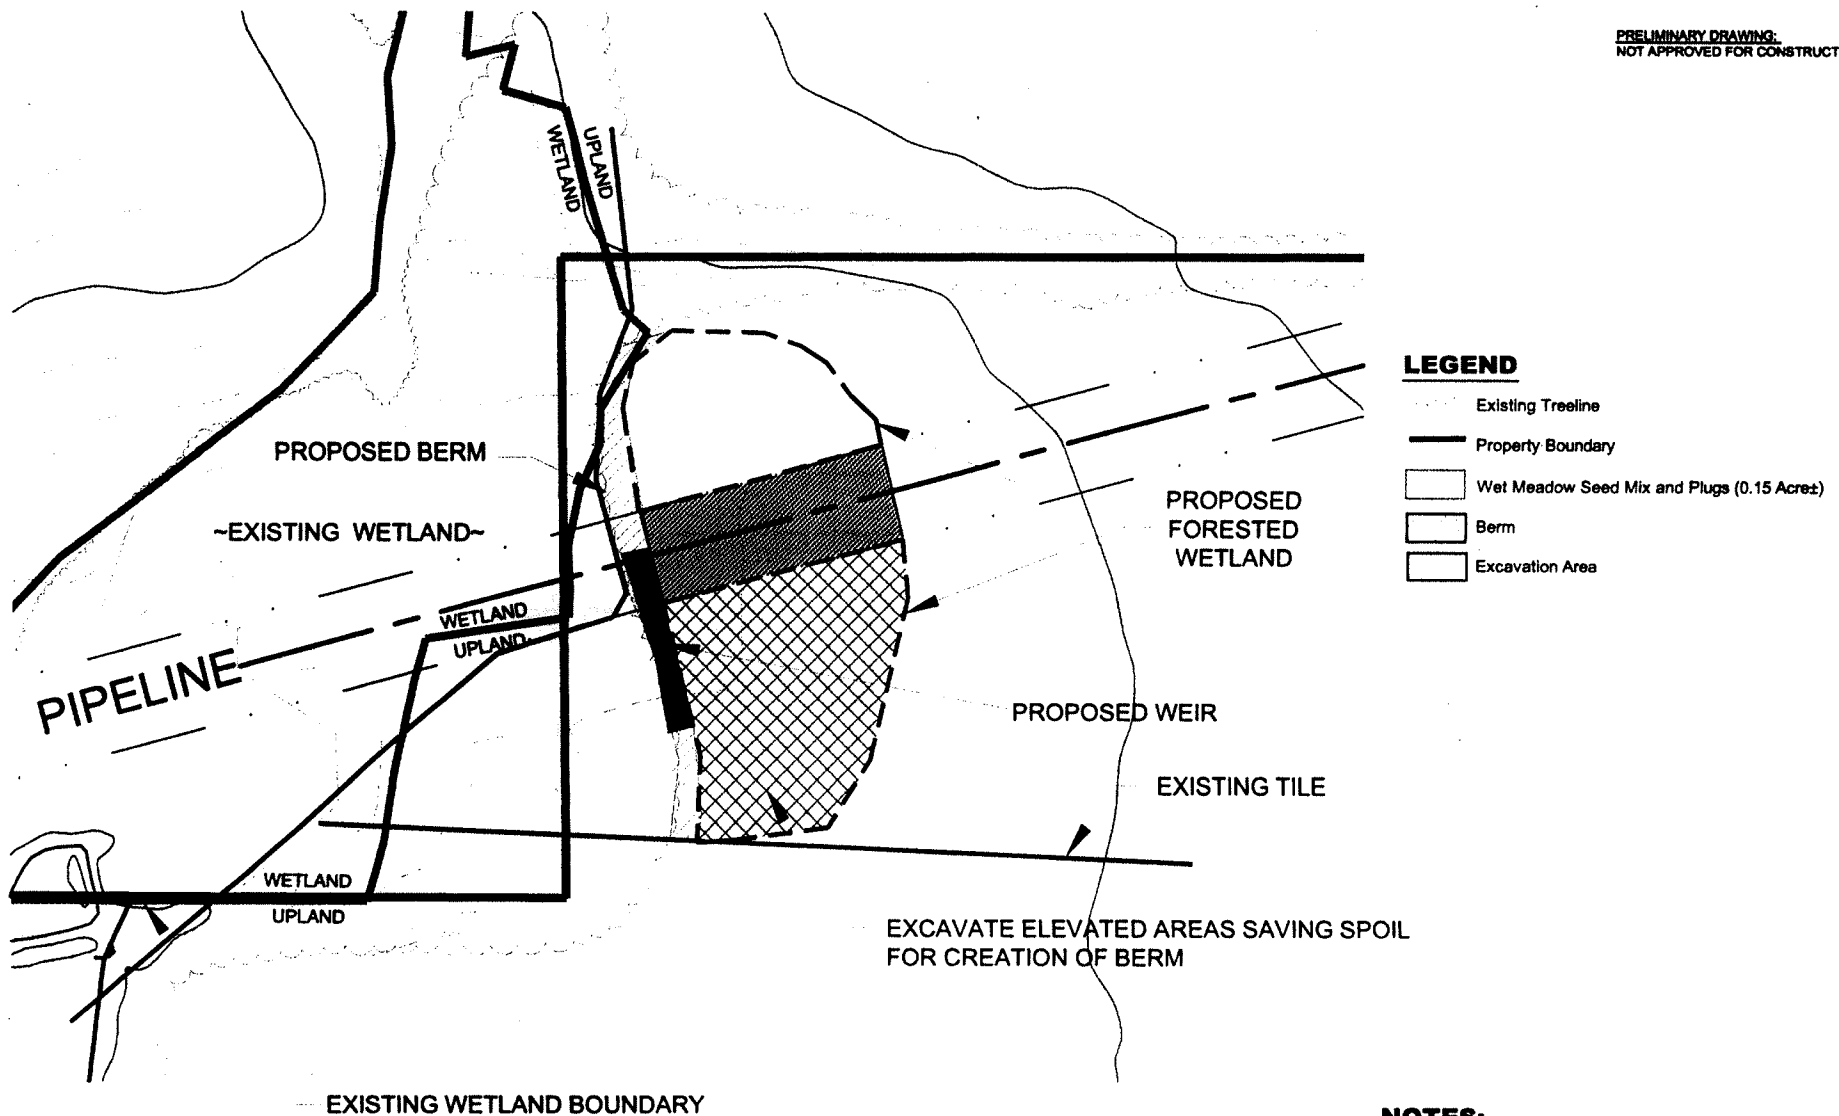 PRELIMINARY DRAWING:
NOT APPROVED FOR CONSTRUCT
WETLAND
UPLAND
LEGEND
Existing Treeline
Property Boundary
Wet Meadow Seed Mix and Plugs (0.15 Acre±)
Berm
Excavation Area
PROPOSED BERM
~EXISTING WETLAND~
PROPOSED
FORESTED
WETLAND
WETLAND
UPLAND
PIPELINE
PROPOSED WEIR
EXISTING TILE
WETLAND
UPLAND
EXCAVATE ELEVATED AREAS SAVING SPOIL
FOR CREATION OF BERM
EXISTING WETLAND BOUNDARY
NOTES: